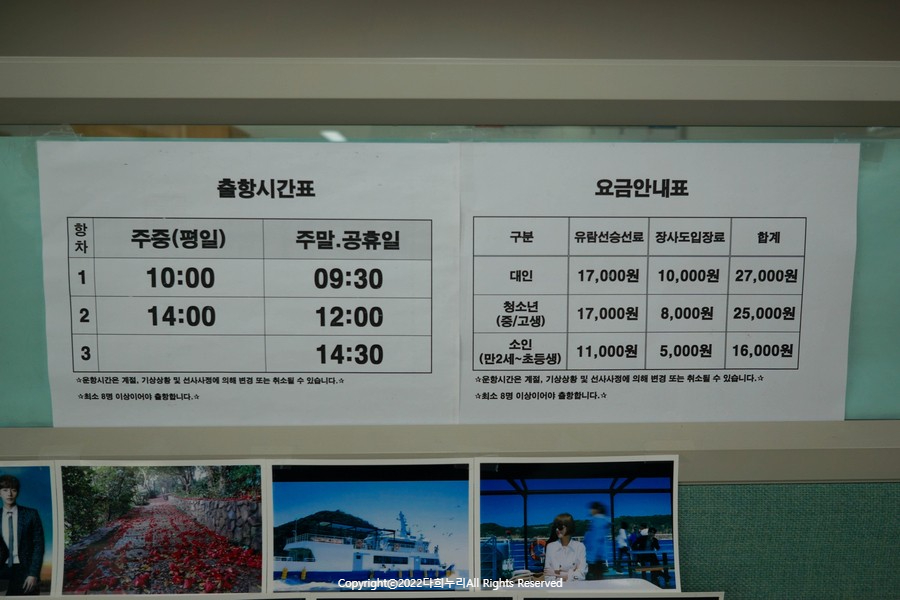 출항시간표
항차 주중(평일) 주말.공휴일
1 10:00 09:30
2 14:00 12:00
3 14:30
☆운항시간은 계절, 기상상황 및 선사사정에 의해 변경 또는 취소될 수 있습니다.☆
☆최소 8명 이상이어야 출항합니다.☆
요금안내표
구분 유람선승선료 장사도입장료 합계
대인 17,000원 10,000원 27,000원
청소년
(중/고생) 17,000원 8,000원 25,000원
소인
(만2세~초등생) 11,000원 5,000원 16,000원
☆운항시간은 계절, 기상상황 및 선사사정에 의해 변경 또는 취소될 수 있습니다.☆
☆최소 8명 이상이어야 출항합니다.☆
Copyright©2022다희누리All Rights Reserved